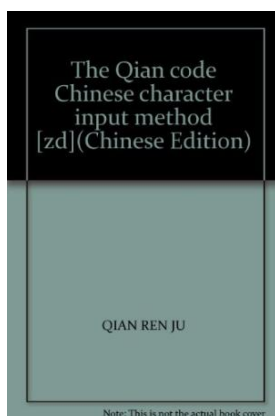 The Qian code
Chinese character
input method
[zd](Chinese Edition)
QIAN REN JU
Note: This is not the actual book cover